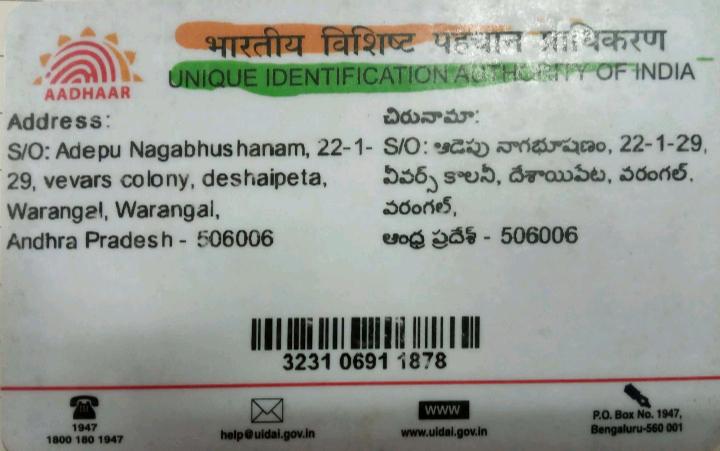 भारतीय विशिष्ट पहचान प्राधिकरण
UNIQUE IDENTIFICATION AUTHORITY OF INDIA
AADHAAR
Address:
S/O: Adepu Nagabhushanam, 22-1-
29, vevars colony, deshaipeta,
Warangal, Warangal,
Andhra Pradesh - 506006
చిరునామా:
S/O: ఆడెపు నాగభూషణం, 22-1-29,
వీవర్స్ కాలనీ, దేశాయిపేట, వరంగల్.
వరంగల్,
ఆంధ్ర ప్రదేశ్ - 506006
3231 0691 1878
1947
1800 180 1947
help@uidai.gov.in
WWW
www.uidai.gov.in
P.O. Box No. 1947,
Bengaluru-560 001